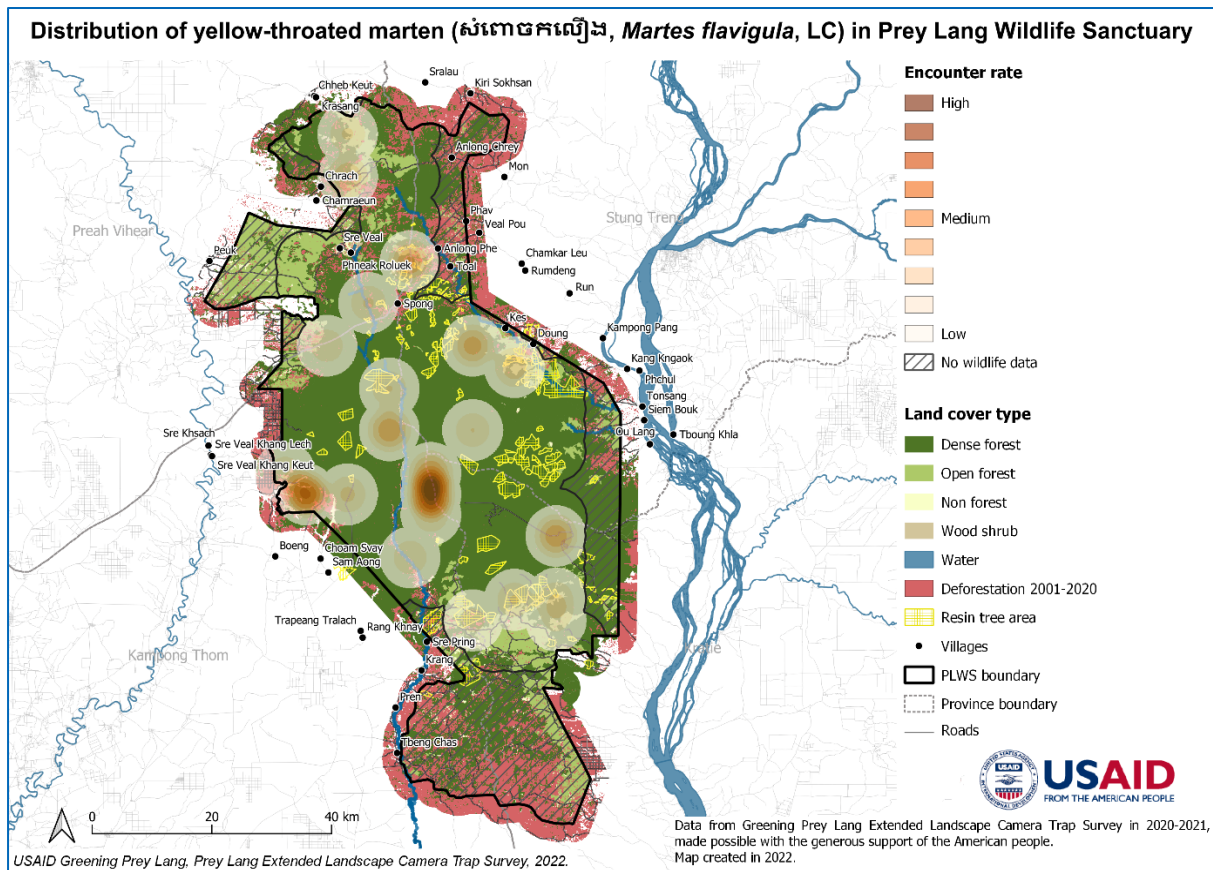 Distribution of yellow-throated marten (សំពោចកលឿង, Martes flavigula, LC) in Prey Lang Wildlife Sanctuary
Sralau
Chheb Keut
Kiri Sokhsan
Krasang
Anlong Chrey
Mon
Chrach
Chamraeun
Phav
Stung Treng
Veal Pou
Preah Vihear
Sre Veal
Anlong Phe
Peuk
Phneak Roluek
Toal
Chamkar Leu
Rumdeng
Run
Spong
Kes
Doung
Kampong Pang
Kang Kngaok
Phchul
Tonsang
Siem Bouk
Ou Lang
Tboung Khla
Sre Khsach
Sre Veal Khang Lech
Sre Veal Khang Keut
Boeng
Choam Svay
Sam Aong
Trapeang Tralach
Rang Khnay
Sre Pring
Kampong Thom
Kratie
Krang
Pren
Tbeng Chas
0 20 40 km
USAID Greening Prey Lang, Prey Lang Extended Landscape Camera Trap Survey, 2022.
Encounter rate
High
Medium
Low
No wildlife data
Land cover type
Dense forest
Open forest
Non forest
Wood shrub
Water
Deforestation 2001-2020
Resin tree area
Villages
PLWS boundary
Province boundary
Roads
USAID
FROM THE AMERICAN PEOPLE
Data from Greening Prey Lang Extended Landscape Camera Trap Survey in 2020-2021,
made possible with the generous support of the American people.
Map created in 2022.